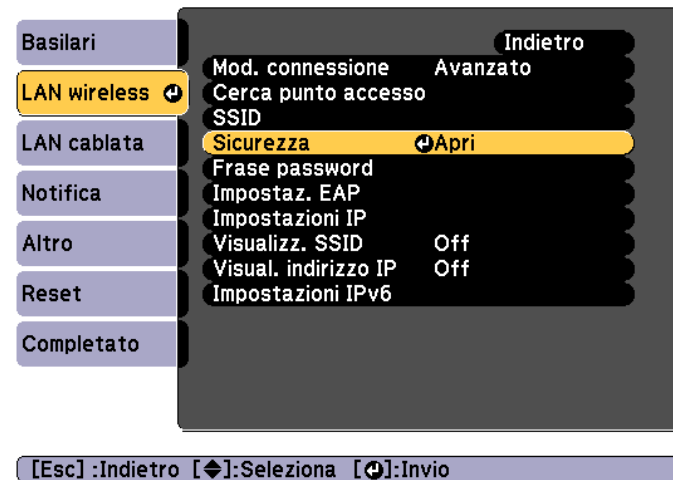 Basilari
LAN wireless
LAN cablata
Notifica
Altro
Reset
Completato
Indietro
Mod. connessione Avanzato
Cerca punto accesso
SSID
Sicurezza Apri
Frase password
Impostaz. EAP
Impostazioni IP
Visualizz. SSID Off
Visual. indirizzo IP Off
Impostazioni IPv6
[Esc] :Indietro [◆]:Seleziona [⏎]:Invio